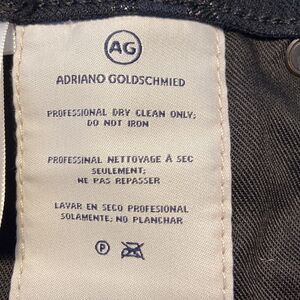 AG
ADRIANO GOLDSCHMIED
PROFESSIONAL DRY CLEAN ONLY;
DO NOT IRON
PROFESSINAL NETTOYAGE À SEC
SEULEMENT;
NE PAS REPASSER
LAVAR EN SECO PROFESIONAL
SOLAMENTE; NO PLANCHAR
P